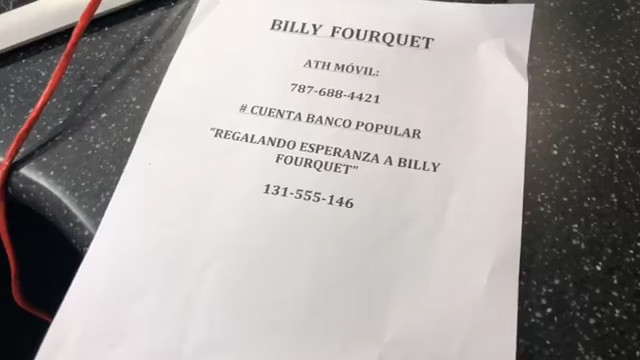 BILLY FOURQUET
ATH MÓVIL:
787-688-4421
# CUENTA BANCO POPULAR
"REGALANDO ESPERANZA A BILLY
FOURQUET"
131-555-146